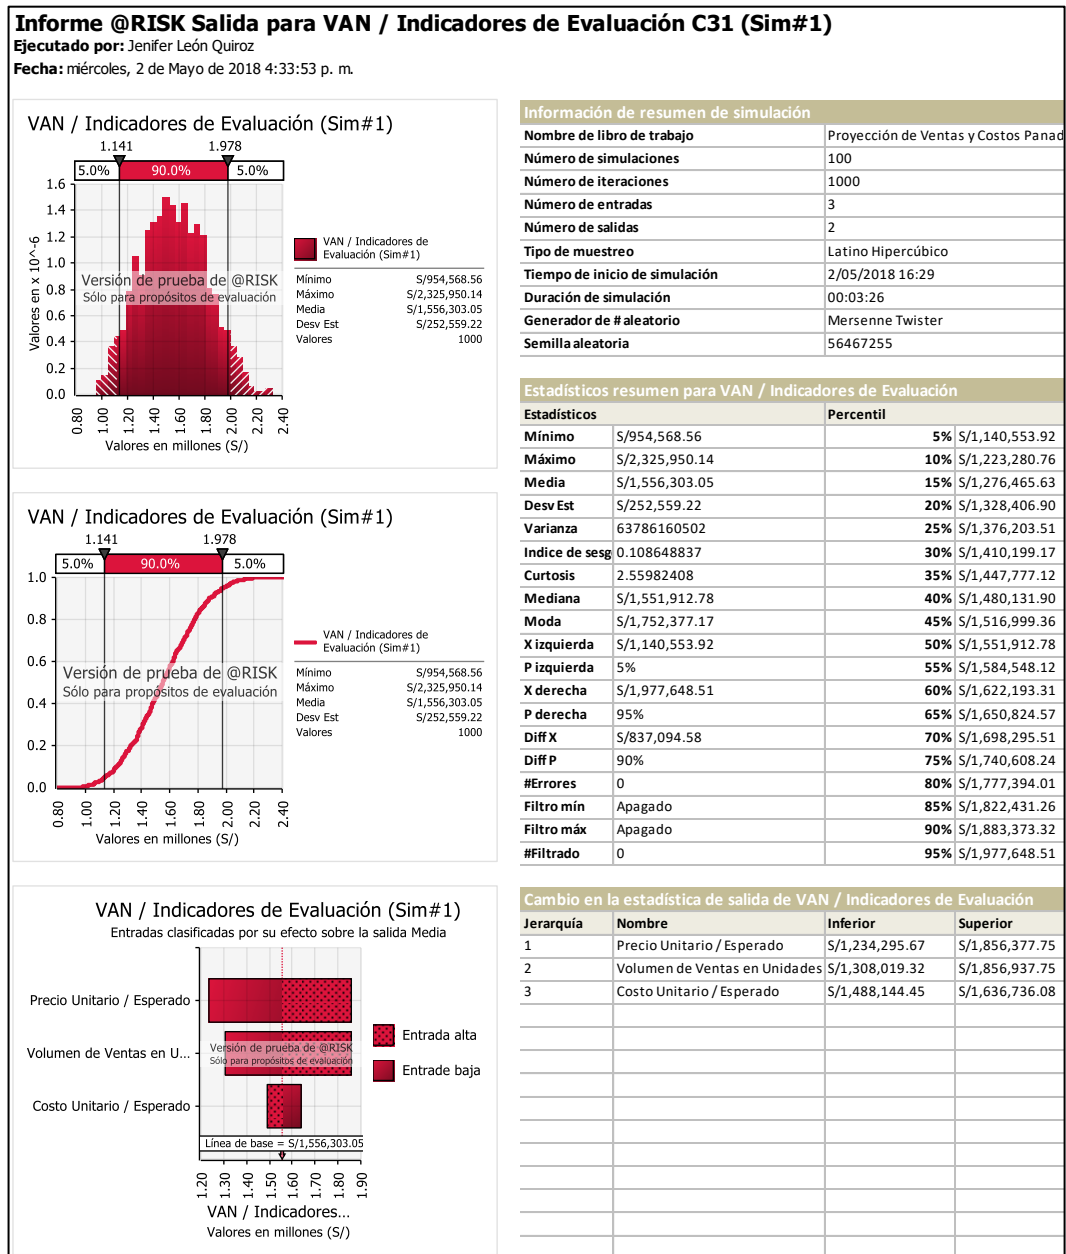 Informe @RISK Salida para VAN / Indicadores de Evaluación C31 (Sim#1)
Ejecutado por: Jenifer León Quiroz
Fecha: miércoles, 2 de Mayo de 2018 4:33:53 p. m.
VAN / Indicadores de Evaluación (Sim#1)
1.141 1.978
5.0% 90.0% 5.0%
Valores en x 10^-6
1.6
1.4
1.2
1.0
0.8
0.6
0.4
0.2
0.0
Versión de prueba de @RISK
Sólo para propósitos de evaluación
0.80 1.00 1.20 1.40 1.60 1.80 2.00 2.20 2.40
Valores en millones (S/)
VAN / Indicadores de
Evaluación (Sim#1)
Mínimo S/954,568.56
Máximo S/2,325,950.14
Media S/1,556,303.05
Desv Est S/252,559.22
Valores 1000
VAN / Indicadores de Evaluación (Sim#1)
1.141 1.978
5.0% 90.0% 5.0%
1.0
0.8
0.6
0.4
0.2
0.0
Versión de prueba de @RISK
Sólo para propósitos de evaluación
0.80 1.00 1.20 1.40 1.60 1.80 2.00 2.20 2.40
Valores en millones (S/)
VAN / Indicadores de
Evaluación (Sim#1)
Mínimo S/954,568.56
Máximo S/2,325,950.14
Media S/1,556,303.05
Desv Est S/252,559.22
Valores 1000
VAN / Indicadores de Evaluación (Sim#1)
Entradas clasificadas por su efecto sobre la salida Media
Precio Unitario / Esperado
Volumen de Ventas en U...
Costo Unitario / Esperado
Versión de prueba de @RISK
Sólo para propósitos de evaluación
Entrada alta
Entrade baja
Línea de base = S/1,556,303.05
1.20 1.30 1.40 1.50 1.60 1.70 1.80 1.90
VAN / Indicadores...
Valores en millones (S/)
Información de resumen de simulación
Nombre de libro de trabajo Proyección de Ventas y Costos Panad
Número de simulaciones 100
Número de iteraciones 1000
Número de entradas 3
Número de salidas 2
Tipo de muestreo Latino Hipercúbico
Tiempo de inicio de simulación 2/05/2018 16:29
Duración de simulación 00:03:26
Generador de # aleatorio Mersenne Twister
Semilla aleatoria 56467255
Estadísticos resumen para VAN / Indicadores de Evaluación
Estadísticos Percentil
Mínimo S/954,568.56 5% S/1,140,553.92
Máximo S/2,325,950.14 10% S/1,223,280.76
Media S/1,556,303.05 15% S/1,276,465.63
Desv Est S/252,559.22 20% S/1,328,406.90
Varianza 63786160502 25% S/1,376,203.51
Indice de sesg 0.108648837 30% S/1,410,199.17
Curtosis 2.55982408 35% S/1,447,777.12
Mediana S/1,551,912.78 40% S/1,480,131.90
Moda S/1,752,377.17 45% S/1,516,999.36
X izquierda S/1,140,553.92 50% S/1,551,912.78
P izquierda 5% 55% S/1,584,548.12
X derecha S/1,977,648.51 60% S/1,622,193.31
P derecha 95% 65% S/1,650,824.57
Diff X S/837,094.58 70% S/1,698,295.51
Diff P 90% 75% S/1,740,608.24
#Errores 0 80% S/1,777,394.01
Filtro mín Apagado 85% S/1,822,431.26
Filtro máx Apagado 90% S/1,883,373.32
#Filtrado 0 95% S/1,977,648.51
Cambio en la estadística de salida de VAN / Indicadores de Evaluación
Jerarquía Nombre Inferior Superior
1 Precio Unitario / Esperado S/1,234,295.67 S/1,856,377.75
2 Volumen de Ventas en Unidades S/1,308,019.32 S/1,856,937.75
3 Costo Unitario / Esperado S/1,488,144.45 S/1,636,736.08